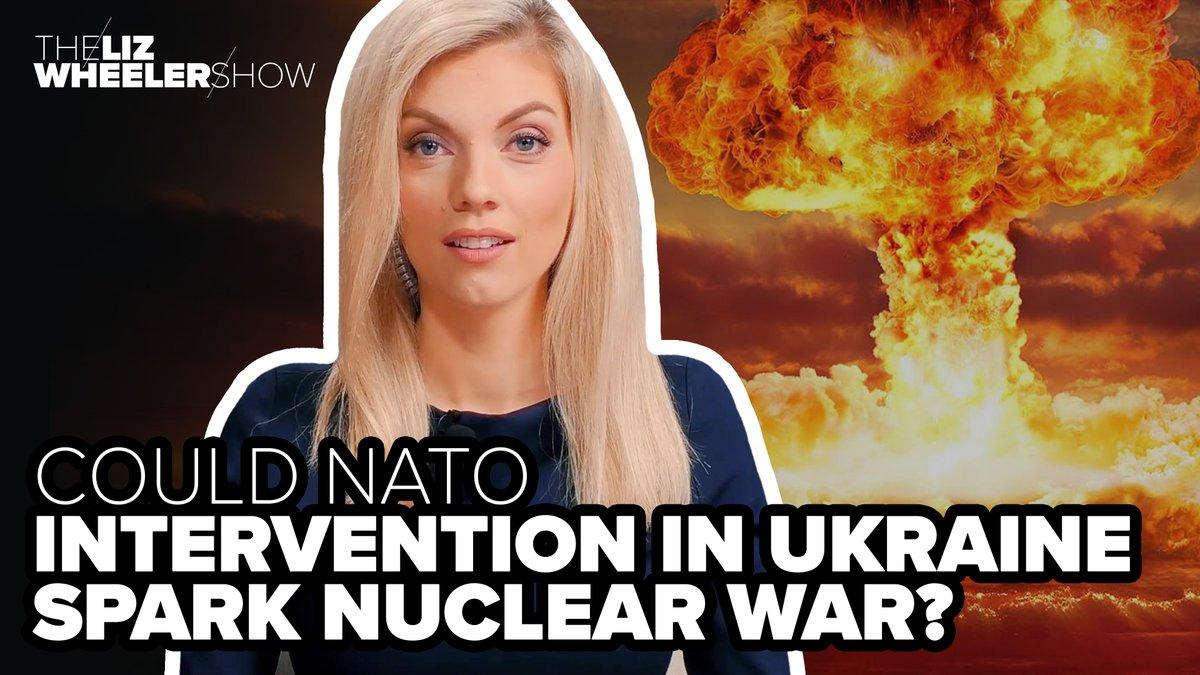 THE LIZ
WHEELER SHOW
COULD NATO
INTERVENTION IN UKRAINE
SPARK NUCLEAR WAR?